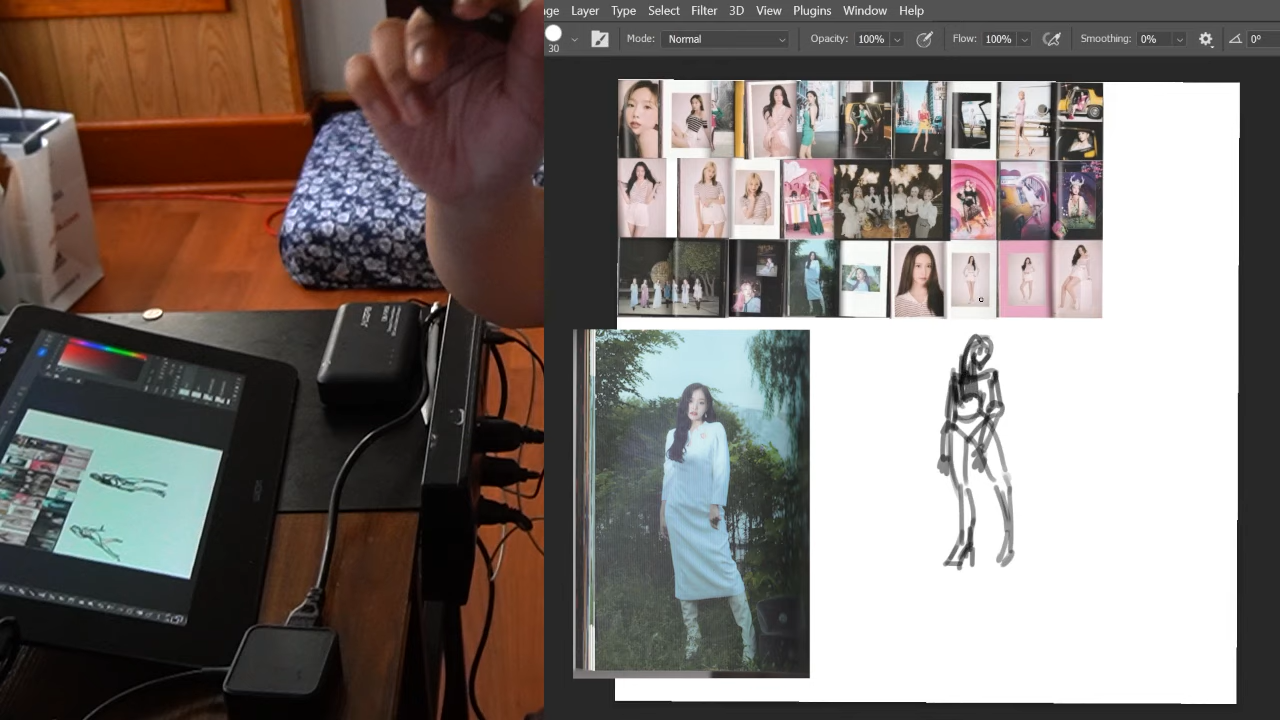 ge Layer Type Select Filter 3D View Plugins Window Help
30 Mode: Normal Opacity: 100% Flow: 100% Smoothing: 0% 0°